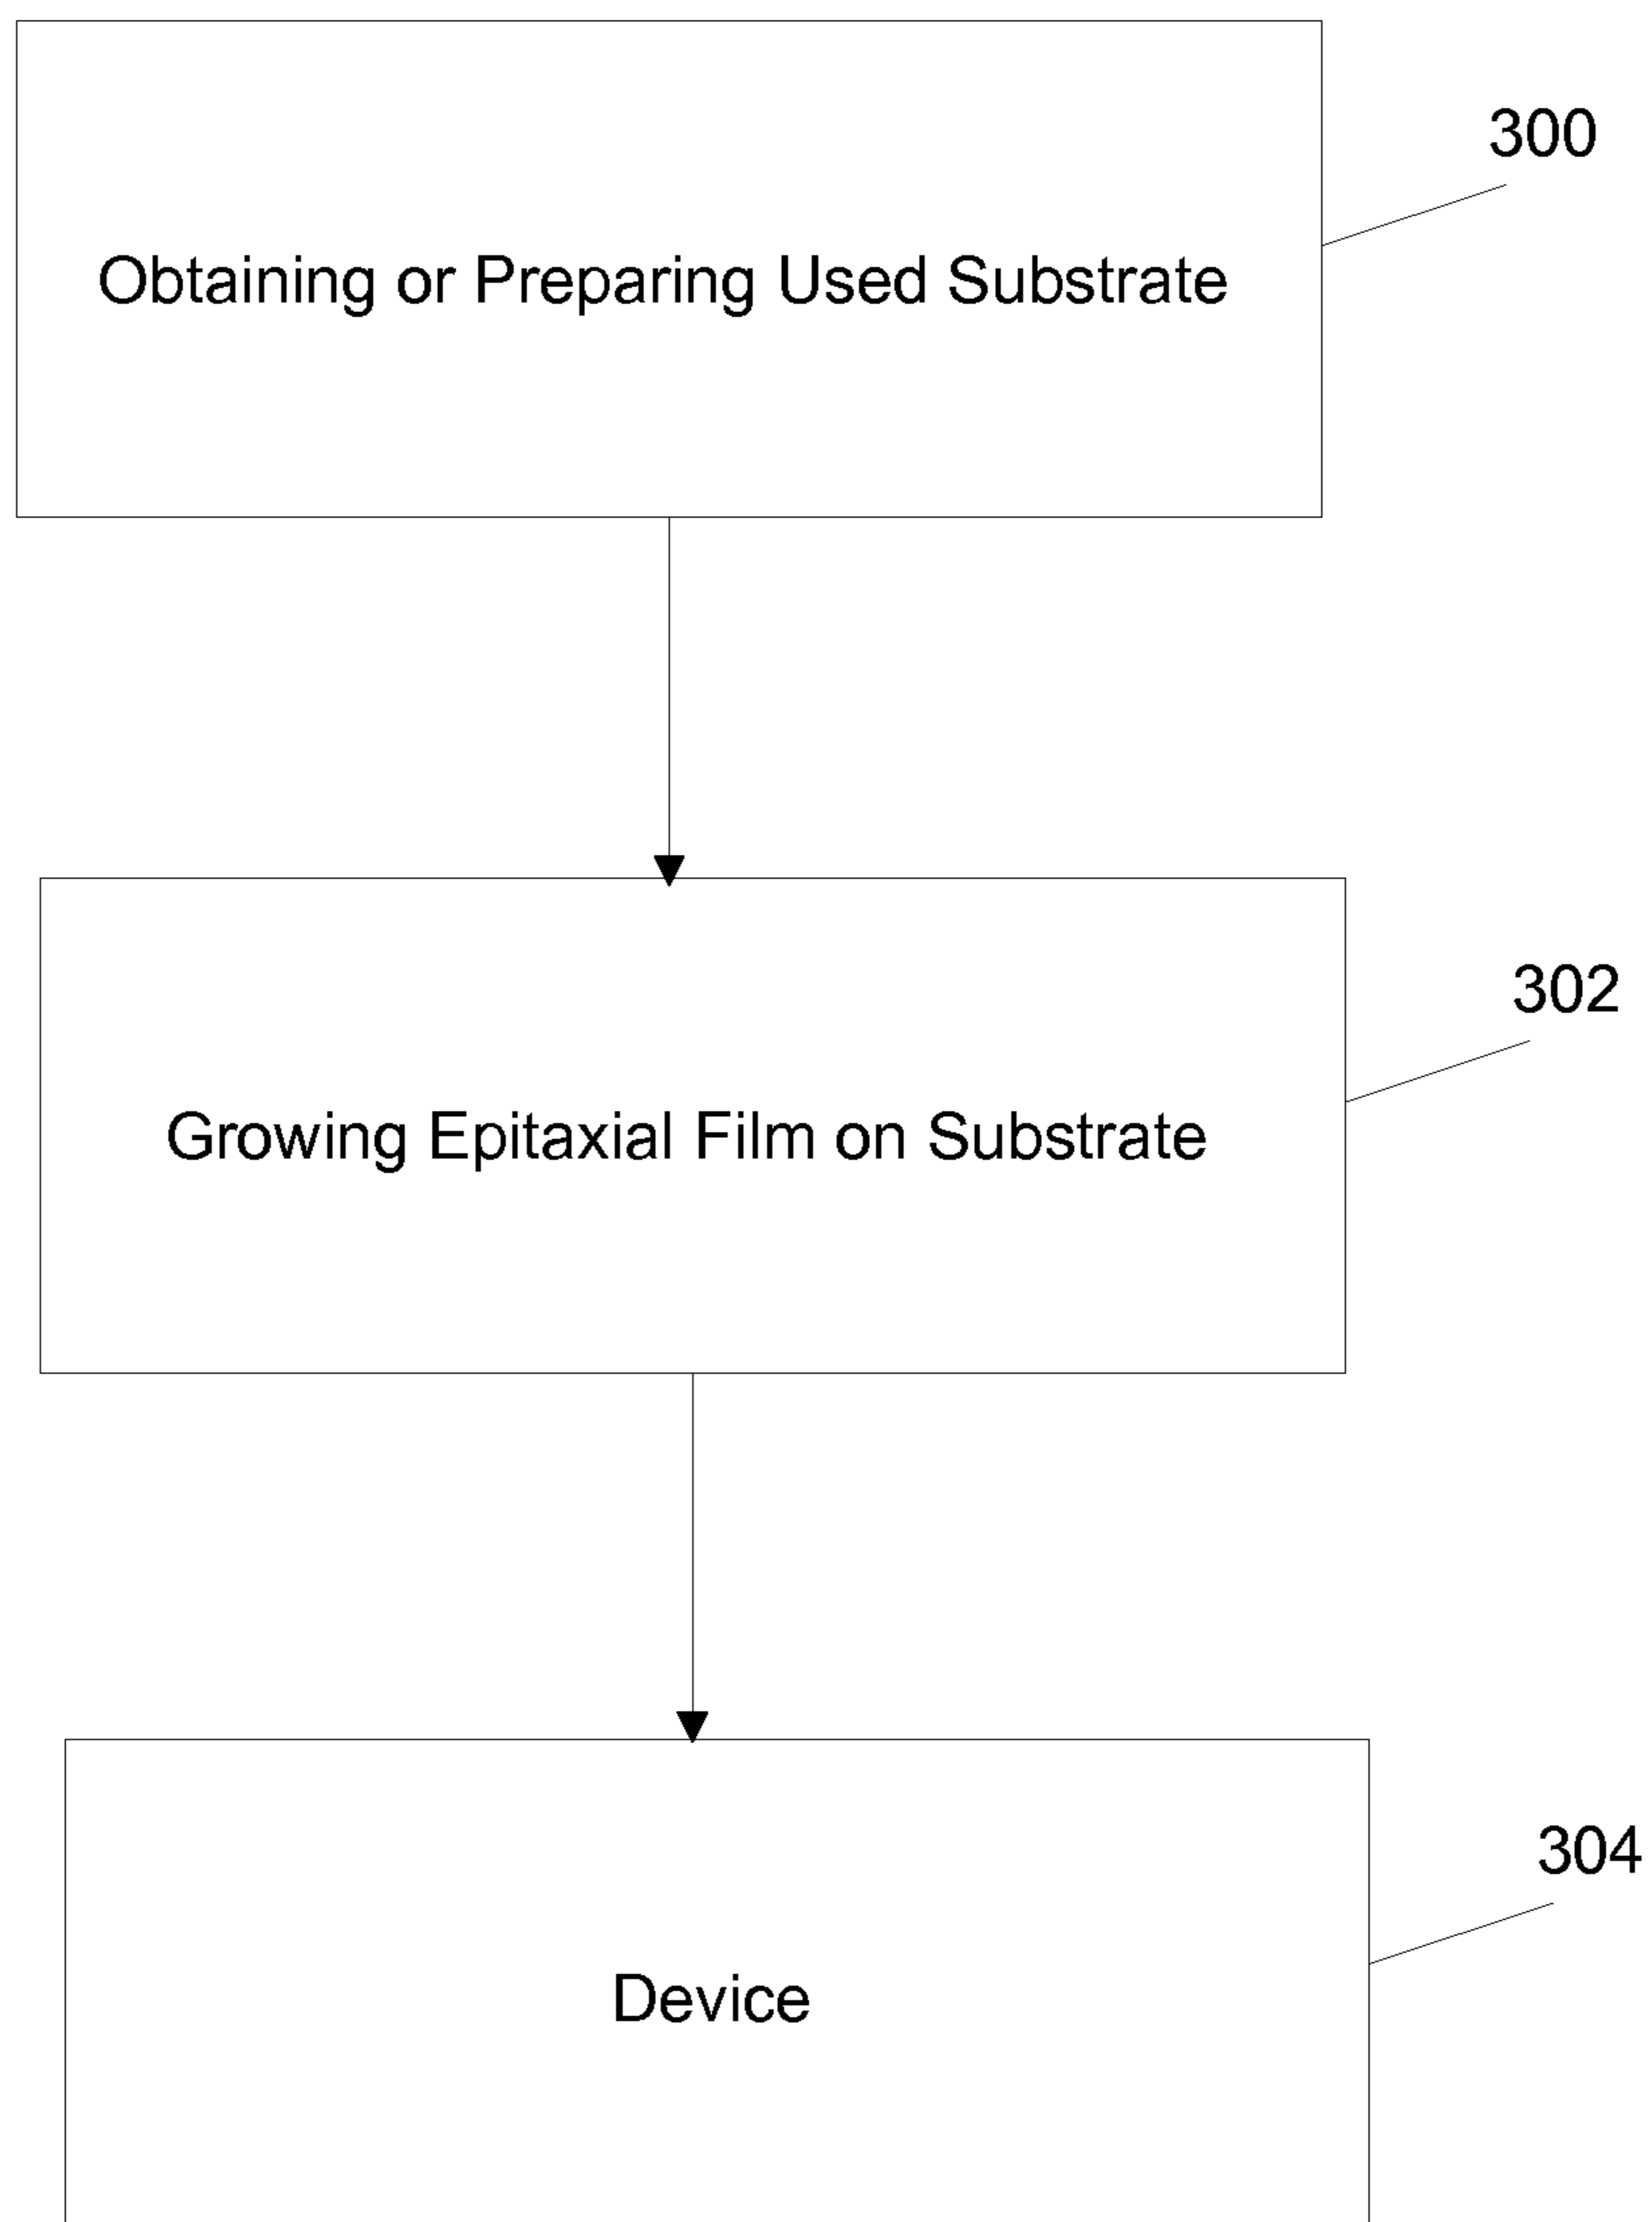 300
Obtaining or Preparing Used Substrate
302
Growing Epitaxial Film on Substrate
304
Device